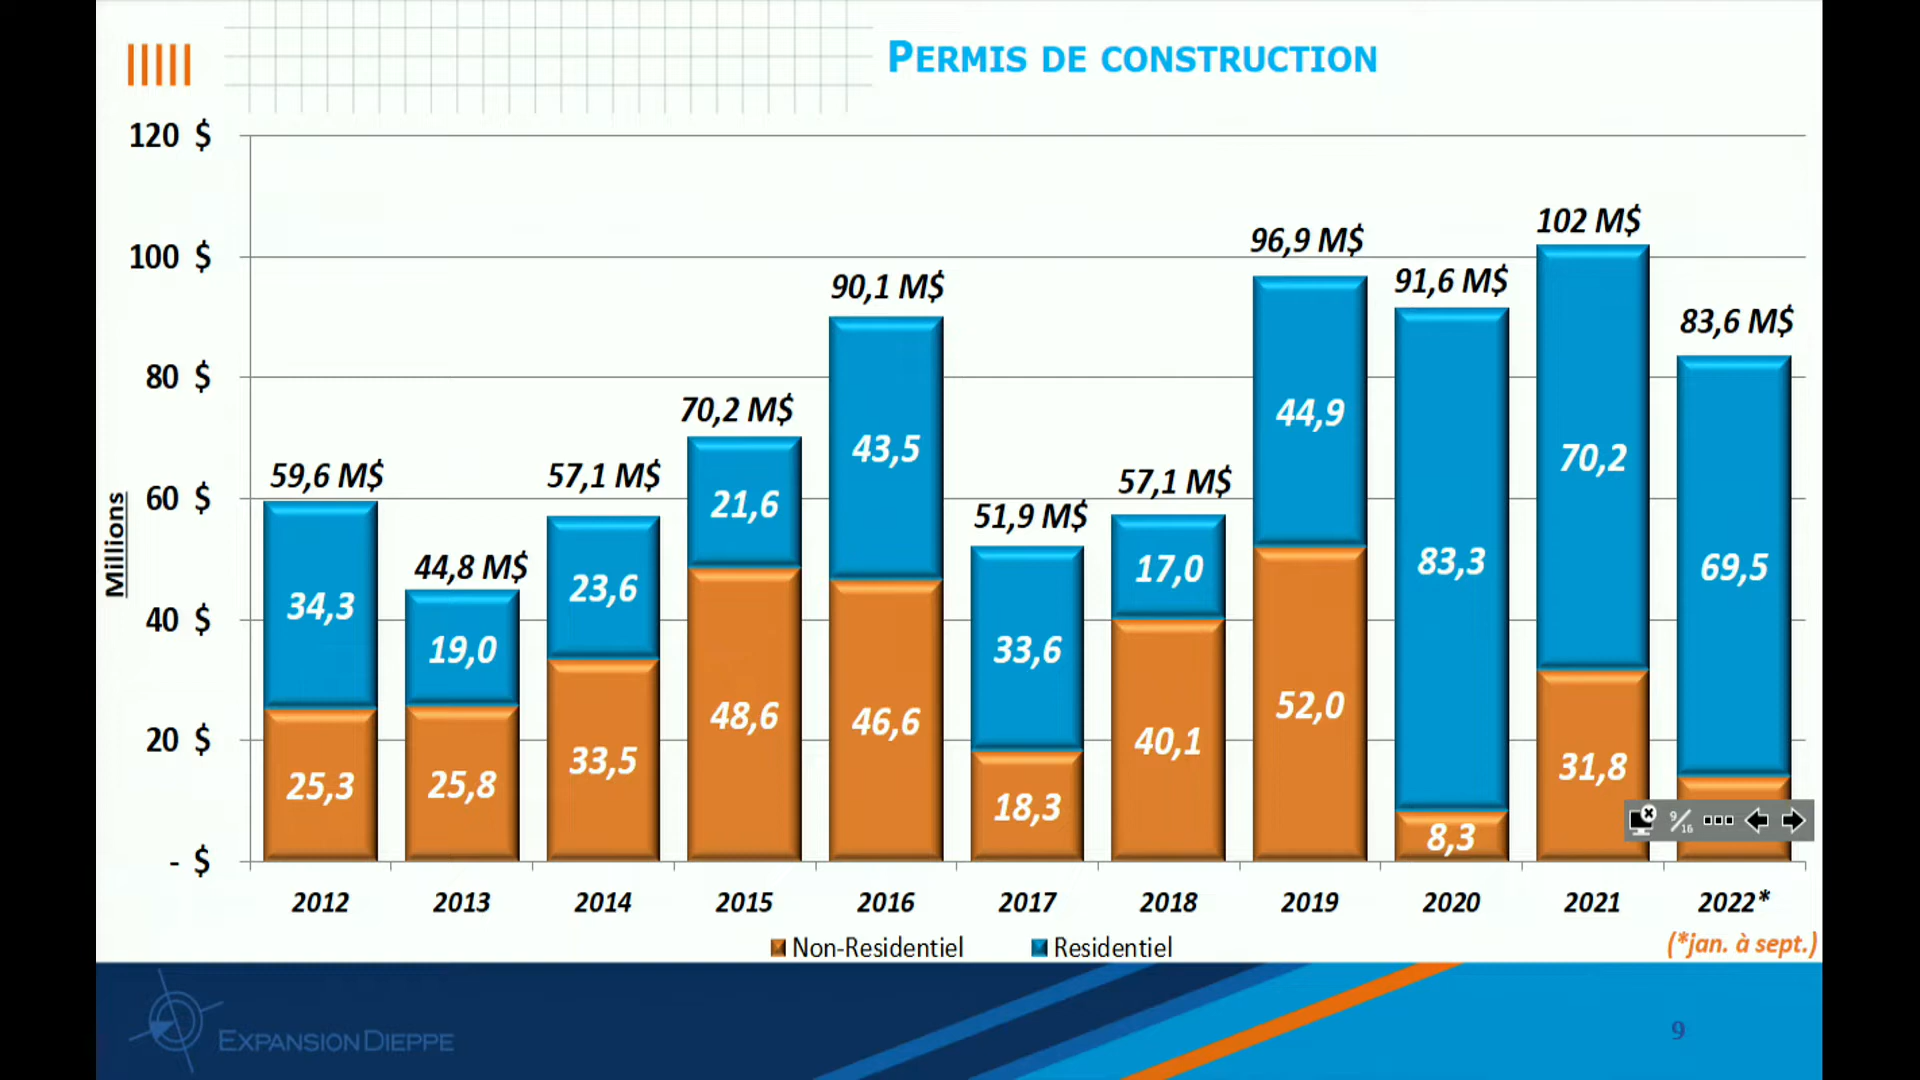 PERMIS DE CONSTRUCTION
120 $
100 $
80 $
60 $
40 $
20 $
- $
Millions
59,6 M$
44,8 M$
57,1 M$
70,2 M$
90,1 M$
51,9 M$
57,1 M$
96,9 M$
91,6 M$
102 M$
83,6 M$
34,3
19,0
23,6
21,6
43,5
33,6
17,0
44,9
83,3
70,2
69,5
25,3
25,8
33,5
48,6
46,6
18,3
40,1
52,0
8,3
31,8
9/16
2012 2013 2014 2015 2016 2017 2018 2019 2020 2021 2022*
Non-Residentiel Residentiel
(*jan. à sept.)
EXPANSION DIEPPE
9